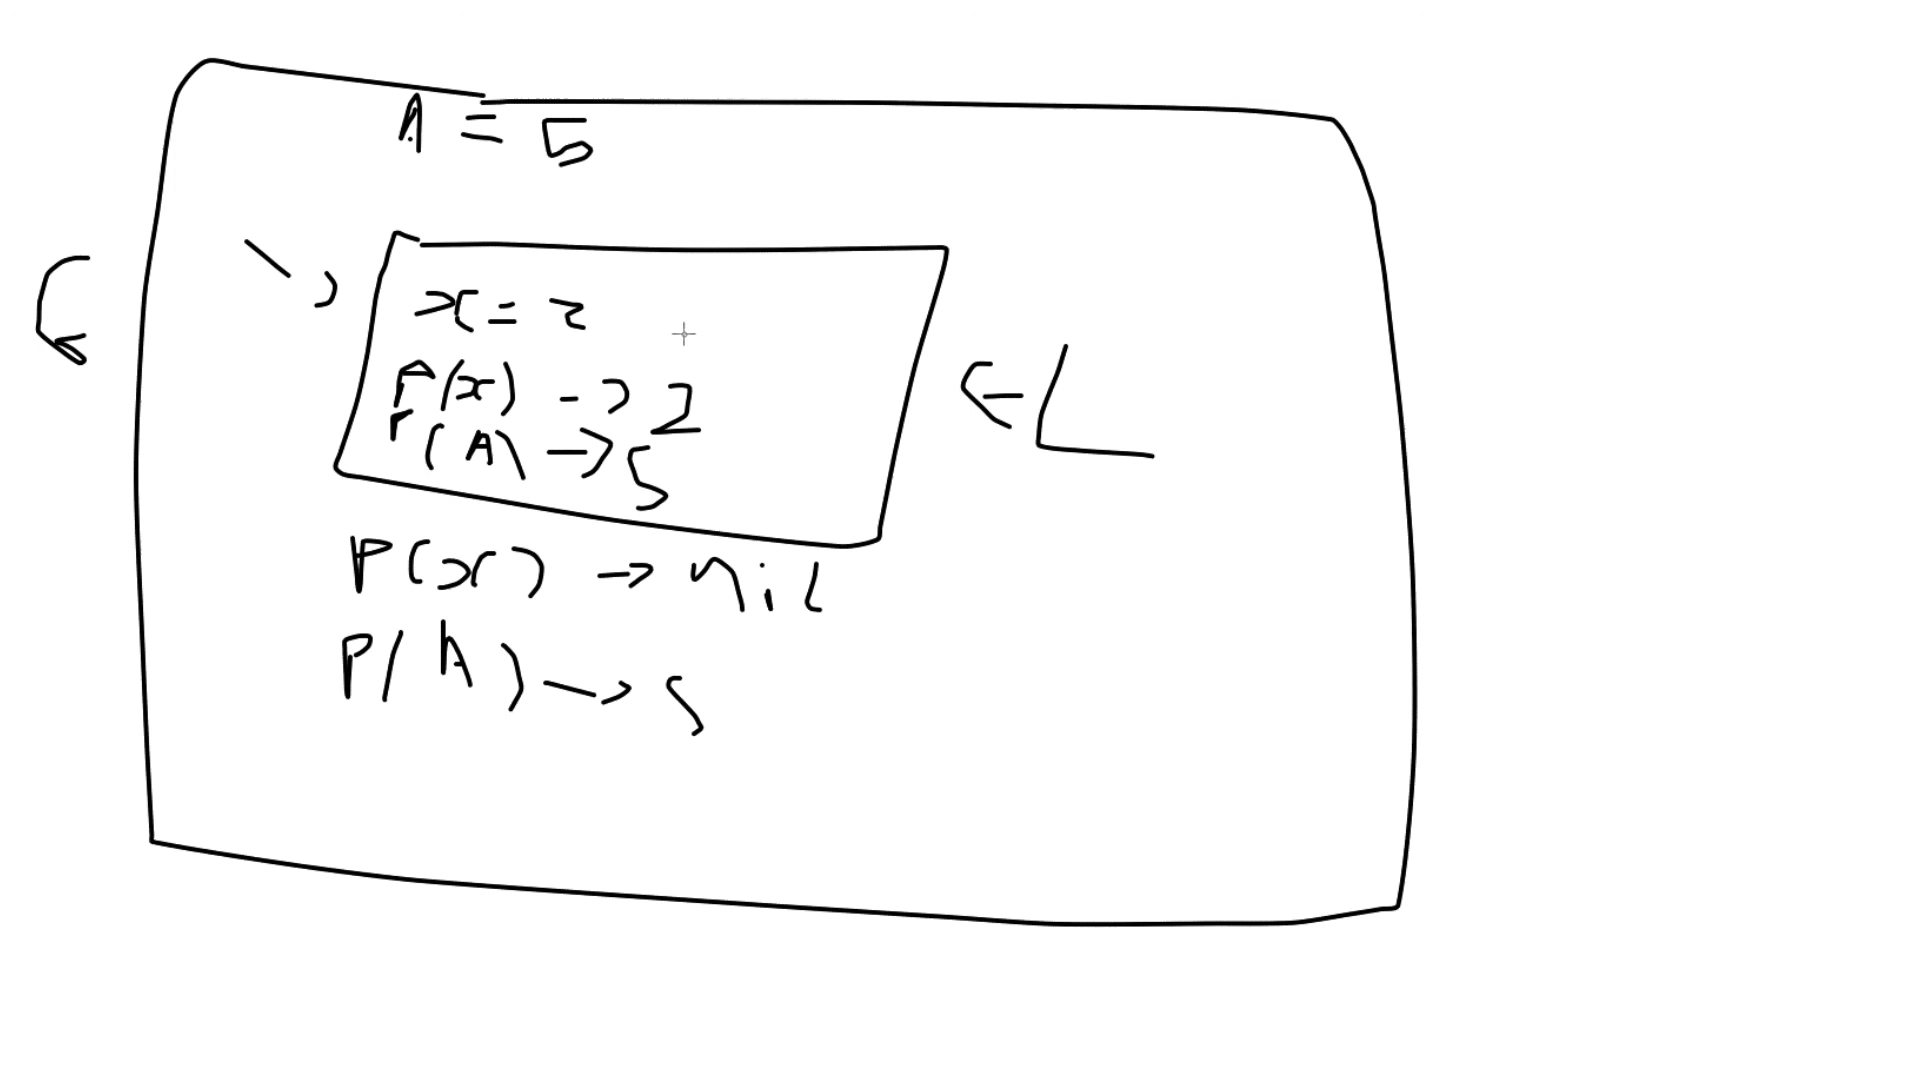 A = 5
G
x = 2
P(x) -> 2
P(A) -> 5
<- L
P(x) -> nil
P(A) -> 5